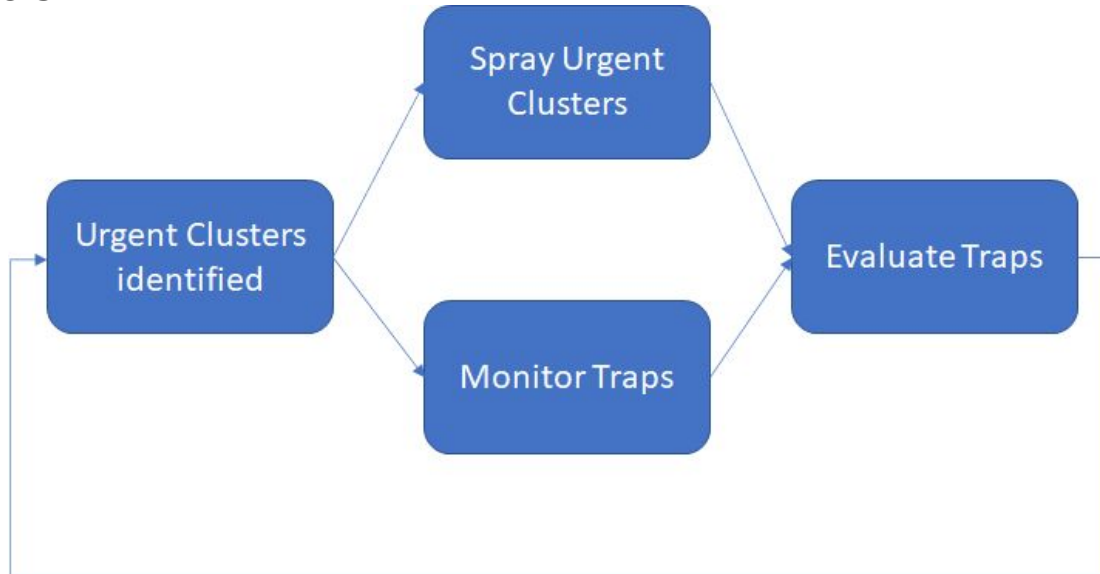 Spray Urgent
Clusters
Urgent Clusters
identified
Evaluate Traps
Monitor Traps